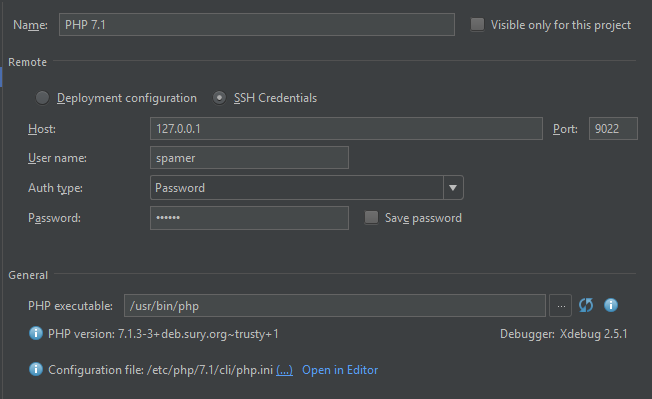 Name: PHP 7.1 Visible only for this project
Remote
Deployment configuration SSH Credentials
Host: 127.0.0.1 Port: 9022
User name: spamer
Auth type: Password
Password: •••••• Save password
General
PHP executable: /usr/bin/php ...
PHP version: 7.1.3-3+deb.sury.org~trusty+1 Debugger: Xdebug 2.5.1
Configuration file: /etc/php/7.1/cli/php.ini (...) Open in Editor